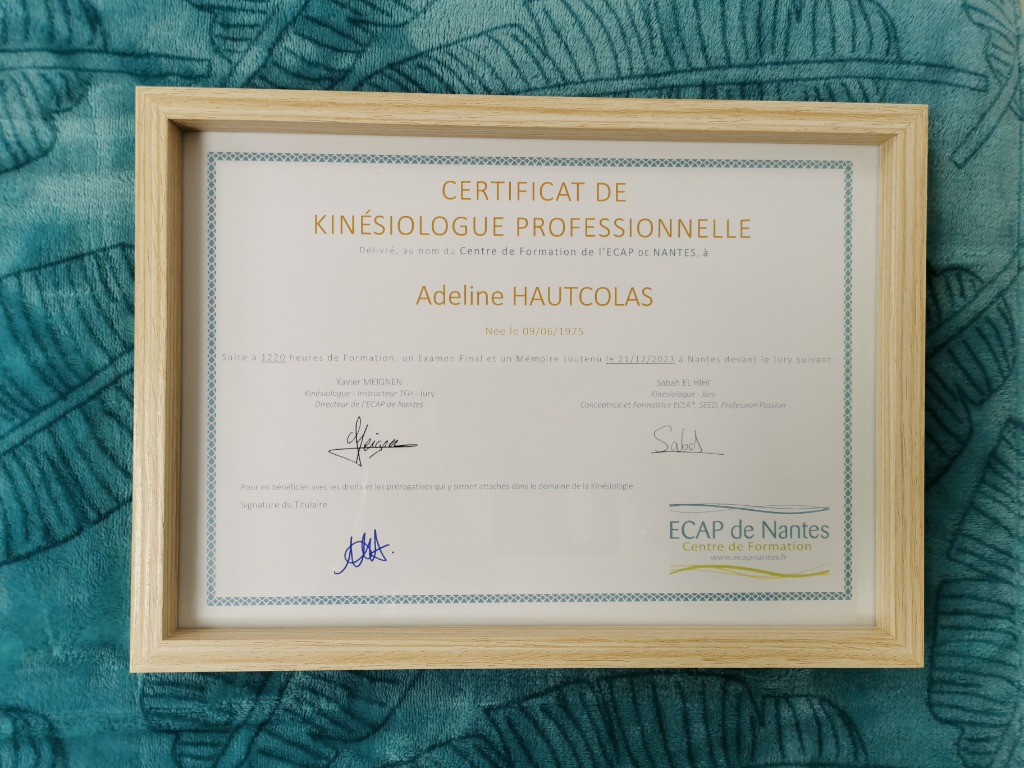 CERTIFICAT DE
KINÉSIOLOGUE PROFESSIONNELLE
Délivré, au nom du Centre de Formation de l'ECAP DE NANTES, à
Adeline HAUTCOLAS
Née le 09/06/1975
Suite à 1220 heures de Formation, un Examen Final et un Mémoire soutenu le 21/12/2023 à Nantes devant le Jury suivant :
Xavier MEIGNEN
Kinésiologue - Instructeur TFH - Jury
Directeur de l'ECAP de Nantes
Sabah EL HIHI
Kinésiologue - Jury
Conceptrice et Formatrice ECLA®, SEED, Profession Passion
Meignen
Sabah
Pour en bénéficier avec les droits et les prérogatives qui y seront attachés dans le domaine de la Kinésiologie.
Signature du Titulaire
ECAP de Nantes
Centre de Formation
www.ecapnantes.fr